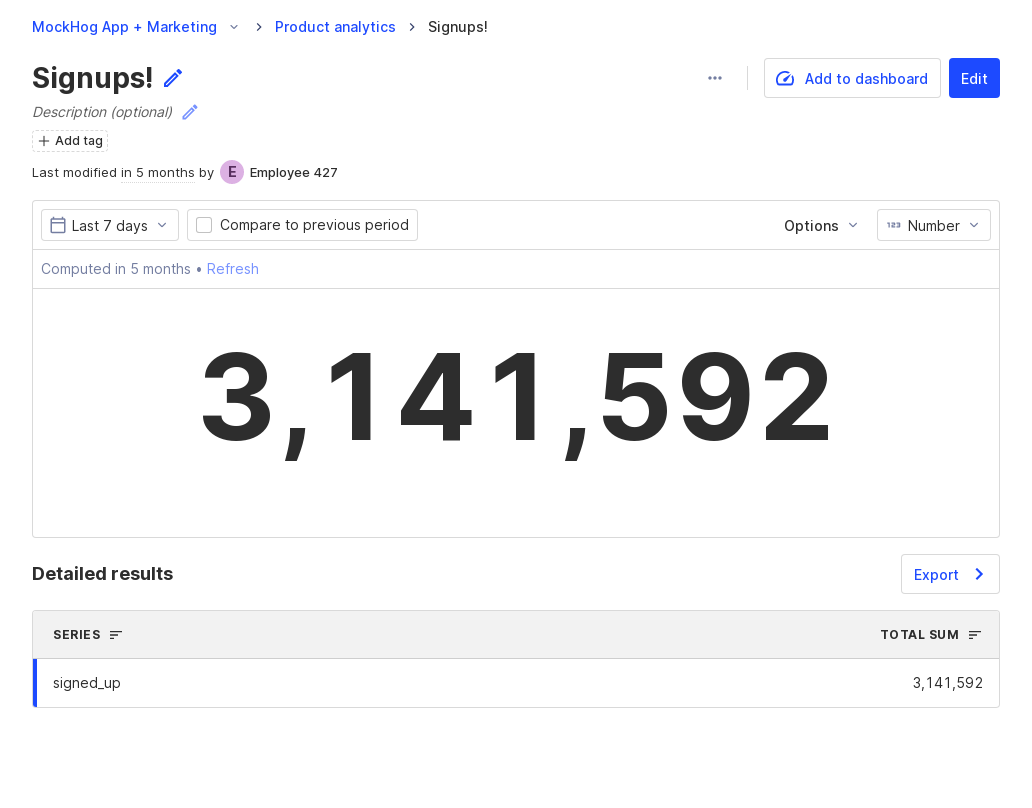 MockHog App + Marketing Product analytics Signups!
Signups!
Add to dashboard
Edit
Description (optional)
Add tag
Last modified in 5 months by E Employee 427
Last 7 days Compare to previous period Options 123 Number
Computed in 5 months • Refresh
3,141,592
Detailed results
Export
SERIES TOTAL SUM
signed_up 3,141,592